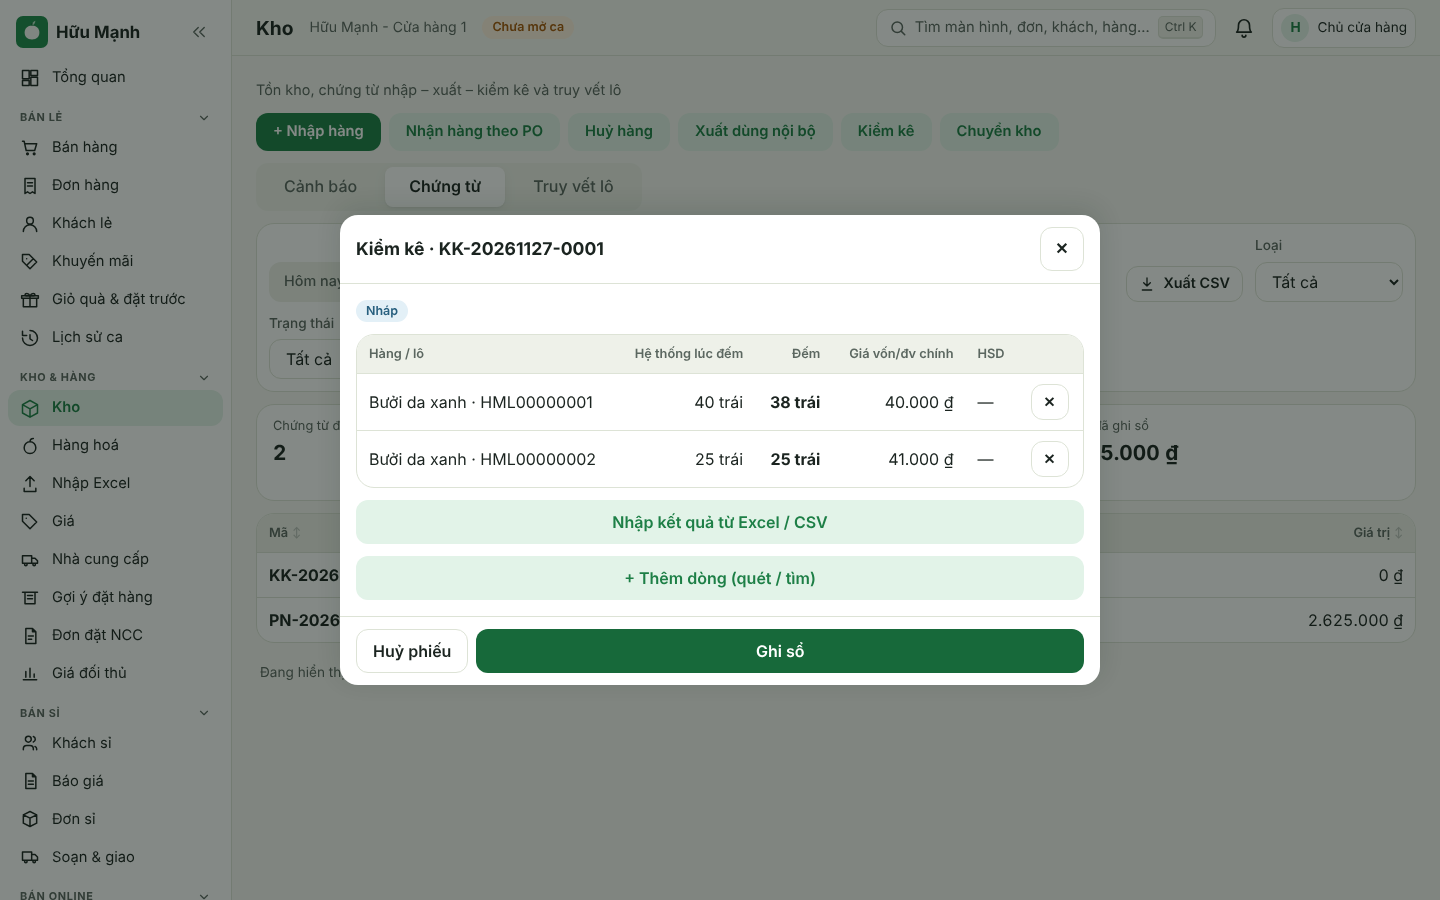 Hữu Mạnh
Tổng quan
BÁN LẺ
Bán hàng
Đơn hàng
Khách lẻ
Khuyến mãi
Giỏ quà & đặt trước
Lịch sử ca
KHO & HÀNG
Kho
Hàng hoá
Nhập Excel
Giá
Nhà cung cấp
Gợi ý đặt hàng
Đơn đặt NCC
Giá đối thủ
BÁN SỈ
Khách sỉ
Báo giá
Đơn sỉ
Soạn & giao
BÁN ONLINE
Kho Hữu Mạnh - Cửa hàng 1 Chưa mở ca Tìm màn hình, đơn, khách, hàng... Ctrl K H Chủ cửa hàng
Tồn kho, chứng từ nhập – xuất – kiểm kê và truy vết lô
+ Nhập hàng Nhận hàng theo PO Huỷ hàng Xuất dùng nội bộ Kiểm kê Chuyển kho
Cảnh báo Chứng từ Truy vết lô
Loại
Hôm nay Xuất CSV Tất cả
Trạng thái
Tất cả
Chứng từ đ ã ghi sổ
2 5.000 ₫
Mã Giá trị
KK-2026 0 ₫
PN-2026 2.625.000 ₫
Đang hiển th
Kiểm kê · KK-20261127-0001
Nháp
Hàng / lô Hệ thống lúc đếm Đếm Giá vốn/đv chính HSD
Bưởi da xanh · HML00000001 40 trái 38 trái 40.000 ₫ —
Bưởi da xanh · HML00000002 25 trái 25 trái 41.000 ₫ —
Nhập kết quả từ Excel / CSV
+ Thêm dòng (quét / tìm)
Huỷ phiếu Ghi sổ